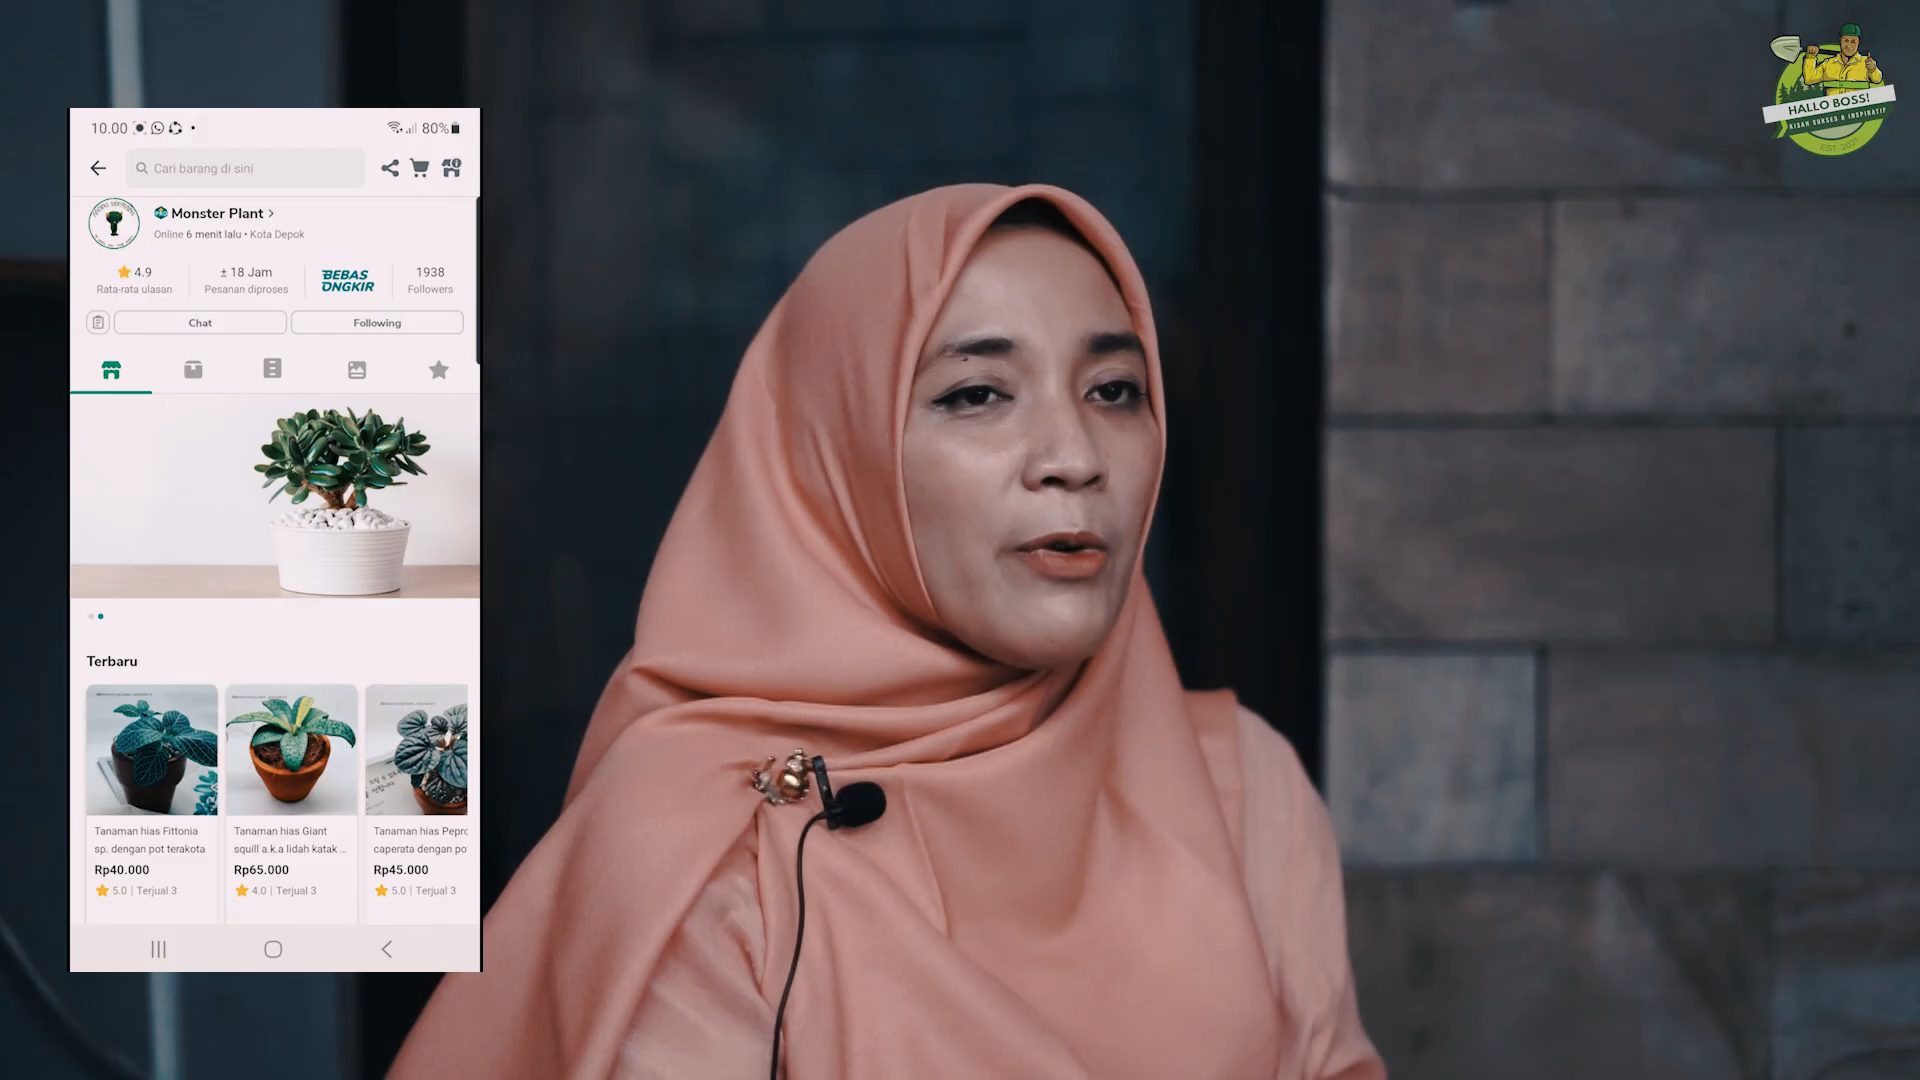 10.00
80%
Cari barang di sini
Monster Plant
Online 6 menit lalu • Kota Depok
4.9
Rata-rata ulasan
± 18 Jam
Pesanan diproses
BEBAS
ONGKIR
1938
Followers
Chat
Following
Terbaru
Tanaman hias Fittonia
sp. dengan pot terakota
Rp40.000
5.0 | Terjual 3
Tanaman hias Giant
squill a.k.a lidah katak ...
Rp65.000
4.0 | Terjual 3
Tanaman hias Pepro
caperata dengan po
Rp45.000
5.0 | Terjual 3
HALLO BOSS!
KISAH SUKSES & INSPIRATIF
EST. 2021